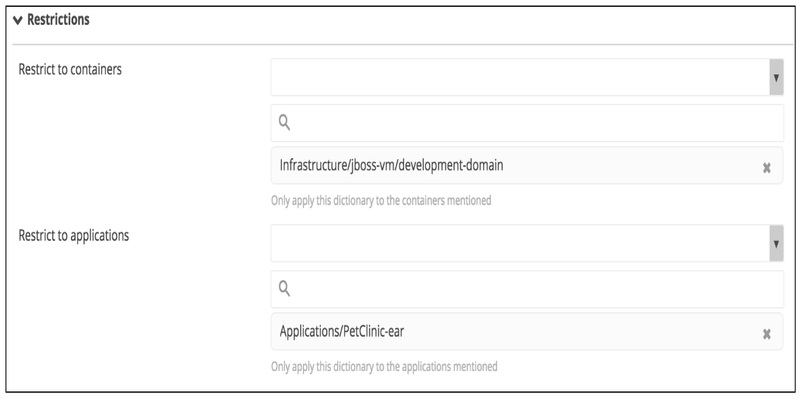 Restrictions
Restrict to containers
Infrastructure/jboss-vm/development-domain
Only apply this dictionary to the containers mentioned
Restrict to applications
Applications/PetClinic-ear
Only apply this dictionary to the applications mentioned